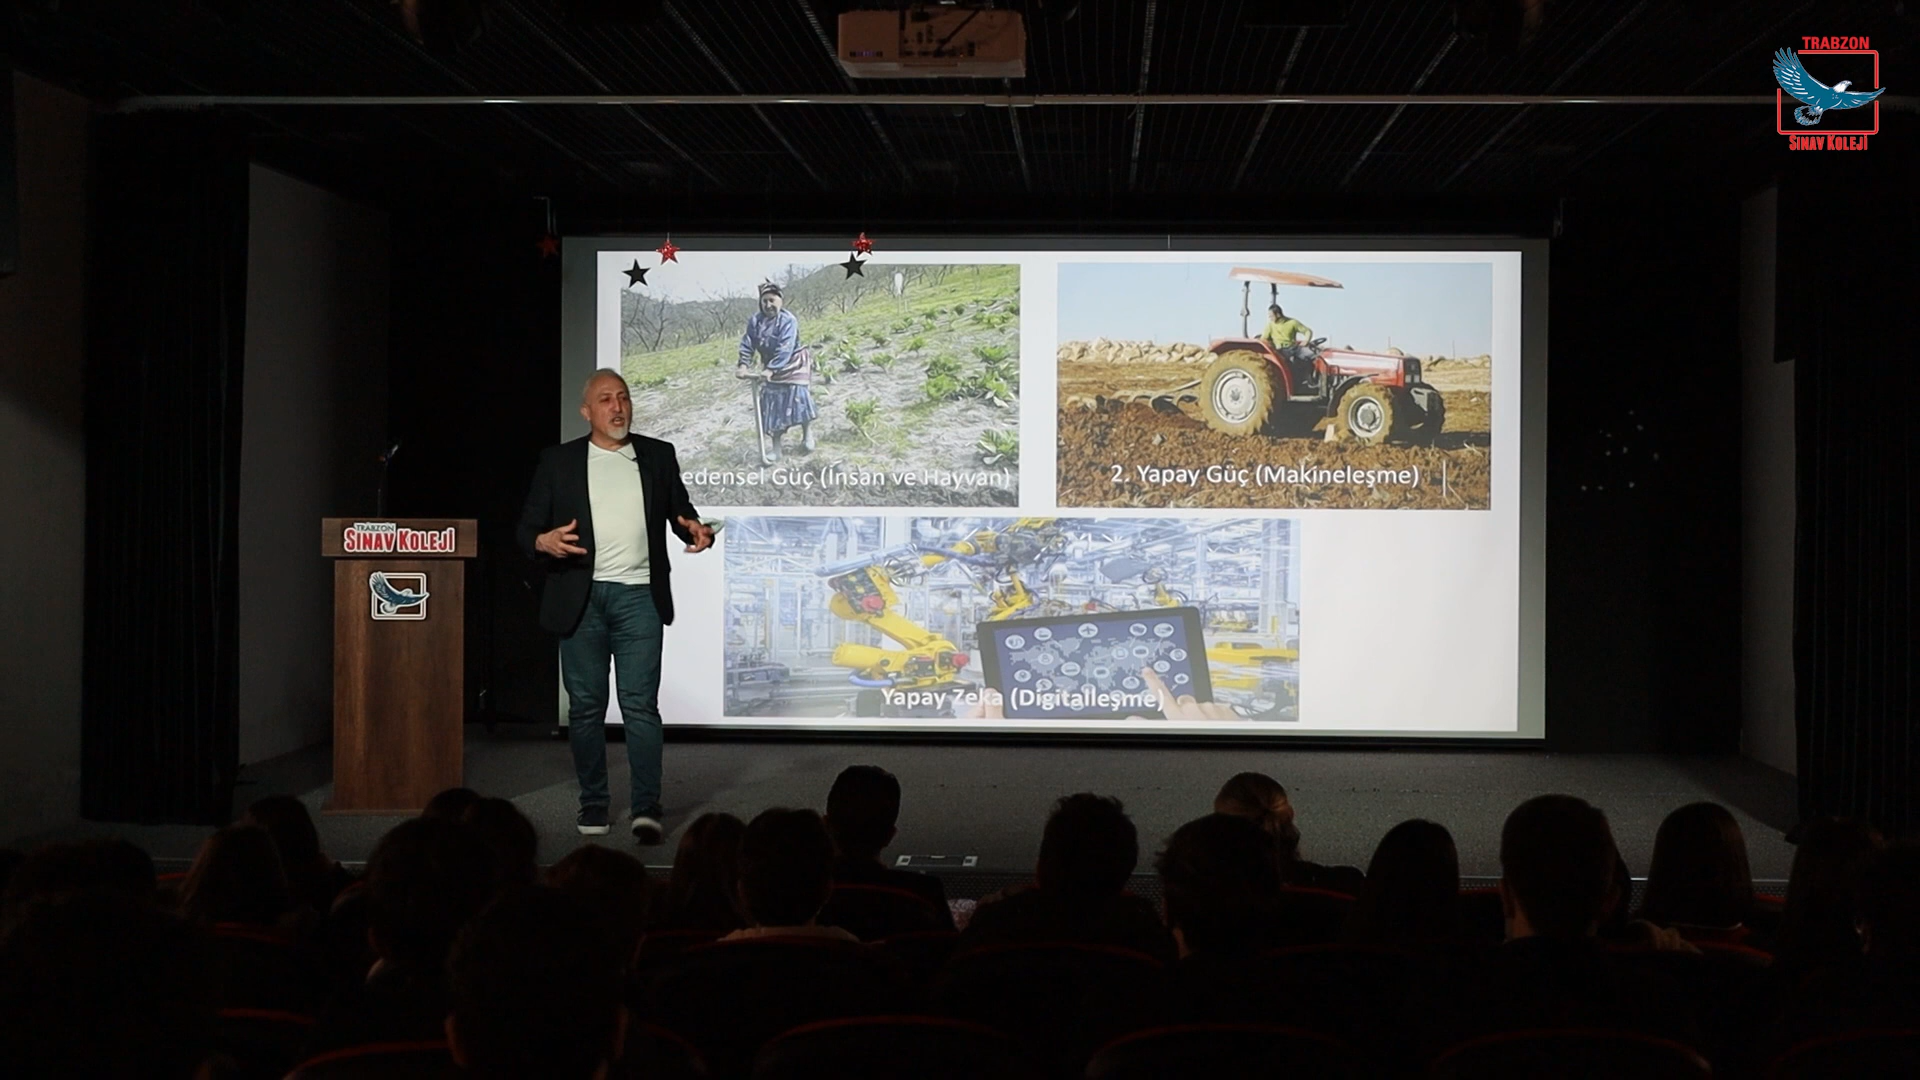 TRABZON
SINAV KOLEJİ
edensel Güç (İnsan ve Hayvan)
2. Yapay Güç (Makineleşme)
TRABZON
SINAV KOLEJİ
Yapay Zeka (Digitalleşme)